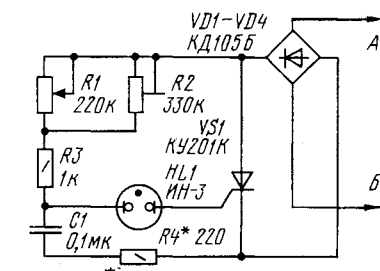 VD1-VD4
КД105Б
А
R1
220к
R2
330к
VS1
КУ201К
R3
1к
HL1
ИН-3
Б
C1
0,1мк
R4* 220